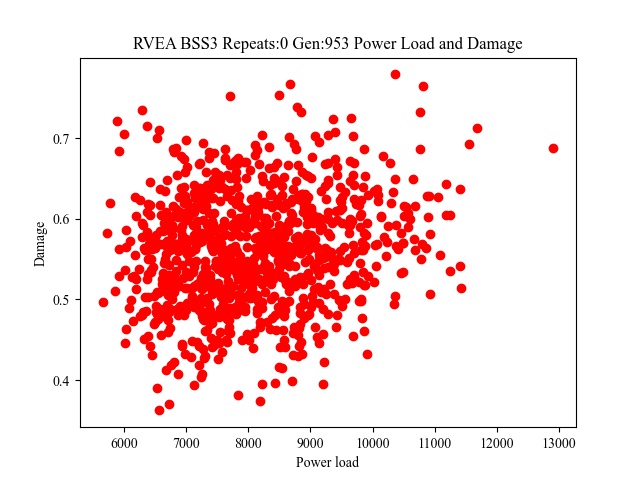 RVEA BSS3 Repeats:0 Gen:953 Power Load and Damage
Damage
0.7
0.6
0.5
0.4
6000 7000 8000 9000 10000 11000 12000 13000
Power load